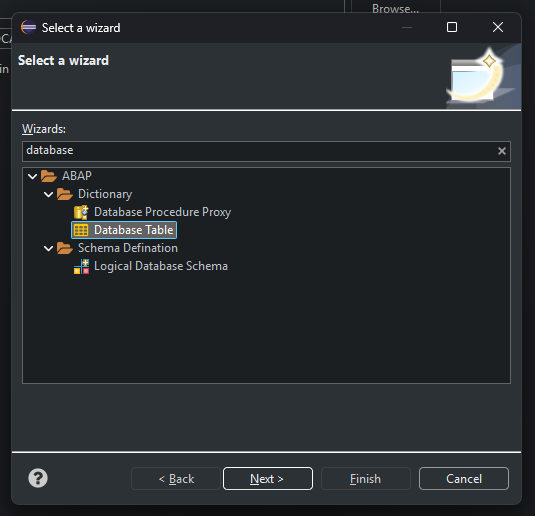 Browse...
Select a wizard
Select a wizard
Wizards:
database
ABAP
Dictionary
Database Procedure Proxy
Database Table
Schema Defination
Logical Database Schema
< Back
Next >
Finish
Cancel